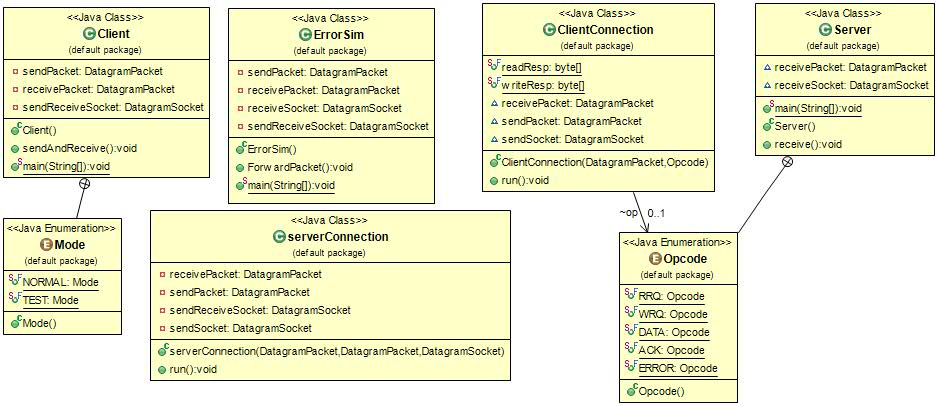 <<Java Class>>
Client
(default package)
sendPacket: DatagramPacket
receivePacket: DatagramPacket
sendReceiveSocket: DatagramSocket
Client()
sendAndReceive():void
main(String[]):void
<<Java Enumeration>>
Mode
(default package)
NORMAL: Mode
TEST: Mode
Mode()
<<Java Class>>
ErrorSim
(default package)
sendPacket: DatagramPacket
receivePacket: DatagramPacket
receiveSocket: DatagramSocket
sendReceiveSocket: DatagramSocket
ErrorSim()
ForwardPacket():void
main(String[]):void
<<Java Class>>
serverConnection
(default package)
receivePacket: DatagramPacket
sendPacket: DatagramPacket
sendReceiveSocket: DatagramSocket
sendSocket: DatagramSocket
serverConnection(DatagramPacket,DatagramPacket,DatagramSocket)
run():void
<<Java Class>>
ClientConnection
(default package)
readResp: byte[]
writeResp: byte[]
receivePacket: DatagramPacket
sendPacket: DatagramPacket
sendSocket: DatagramSocket
ClientConnection(DatagramPacket,Opcode)
run():void
~op 0..1
<<Java Class>>
Server
(default package)
receivePacket: DatagramPacket
receiveSocket: DatagramSocket
main(String[]):void
Server()
receive():void
<<Java Enumeration>>
Opcode
(default package)
RRQ: Opcode
WRQ: Opcode
DATA: Opcode
ACK: Opcode
ERROR: Opcode
Opcode()